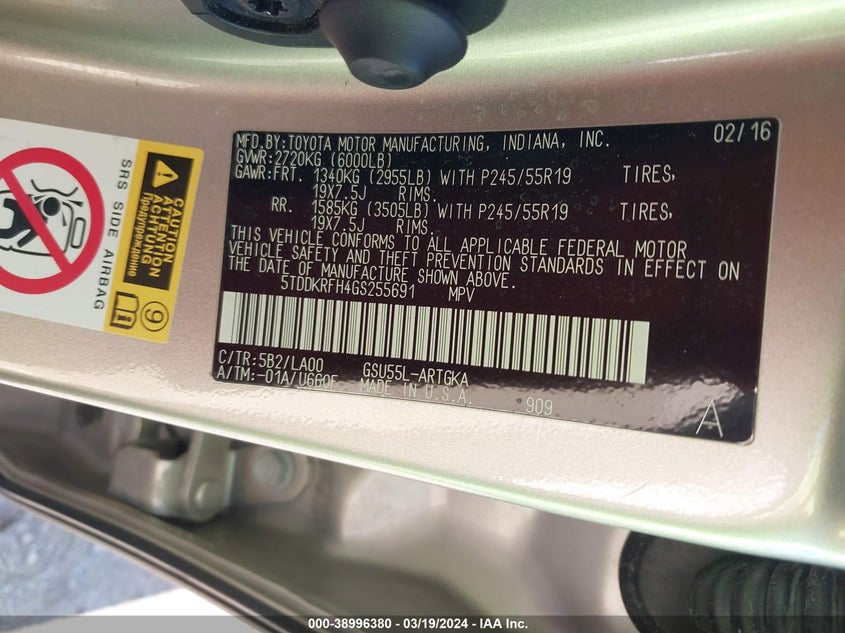 MFD.BY:TOYOTA MOTOR MANUFACTURING, INDIANA, INC. 02/16
GVWR:2720KG (6000LB)
GAWR:FRT. 1340KG (2955LB) WITH P245/55R19 TIRES,
19X7.5J RIMS.
RR. 1585KG (3505LB) WITH P245/55R19 TIRES,
19X7.5J RIMS.
THIS VEHICLE CONFORMS TO ALL APPLICABLE FEDERAL MOTOR
VEHICLE SAFETY AND THEFT PREVENTION STANDARDS IN EFFECT ON
THE DATE OF MANUFACTURE SHOWN ABOVE.
5TDDKRFH4GS255691 MPV
C/TR:5B2/LA00 GSU55L-ARTGKA
A/TM:-01A/U660F MADE IN U.S.A. 909
A
SRS SIDE AIRBAG
CAUTION
ATTENTION
ACHTUNG
Предупреждение
9
000-38996380 - 03/19/2024 - IAA Inc.